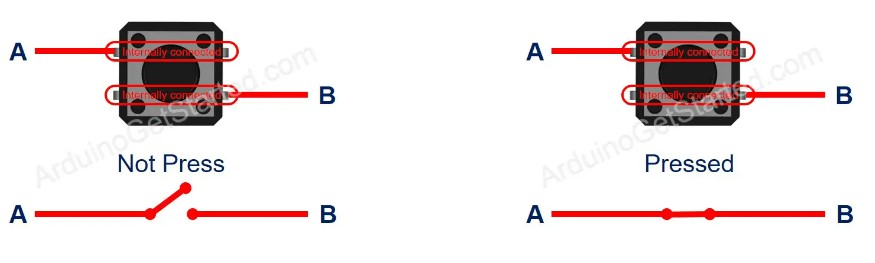 A
Internally connected
Internally connected
B
ArduinoGetStarted.com
Not Press
A
B
A
Internally connected
Internally connected
B
ArduinoGetStarted.com
Pressed
A
B